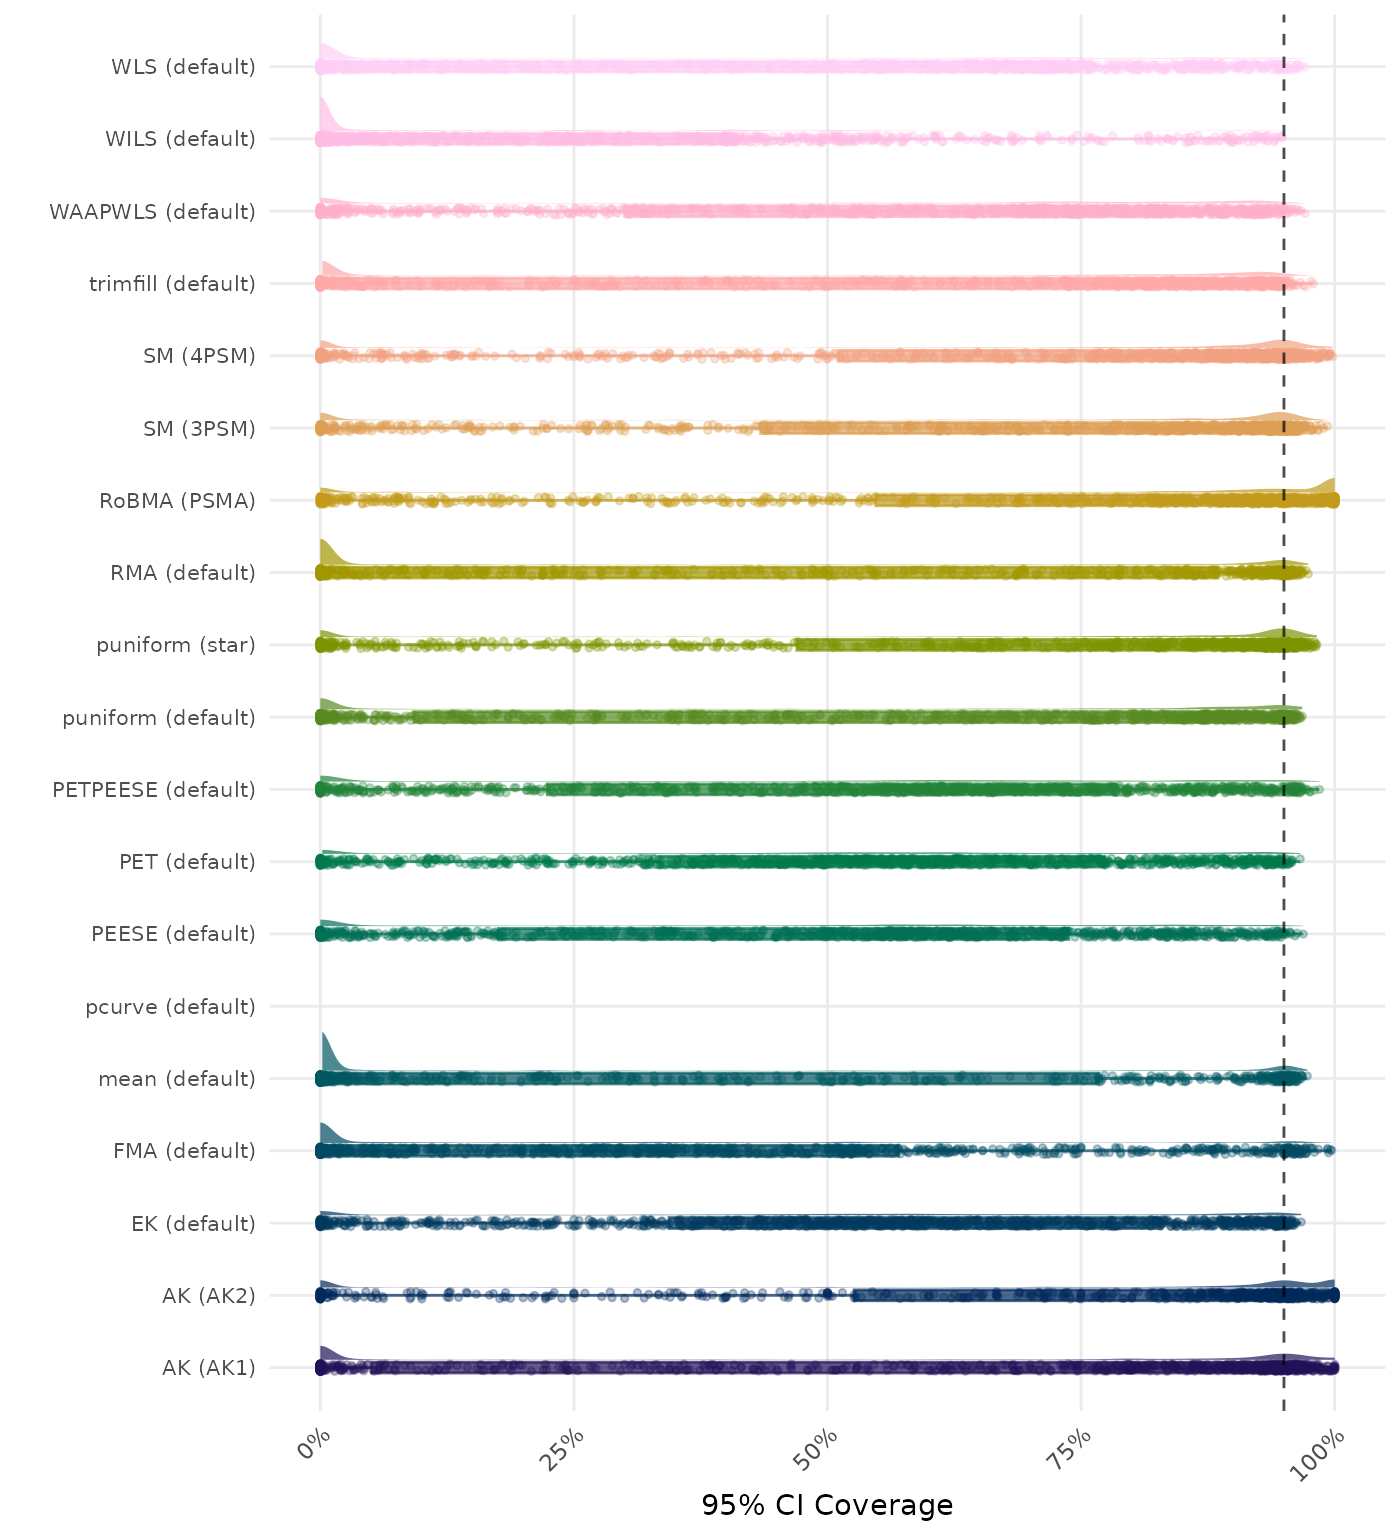 WLS (default)
WILS (default)
WAAPWLS (default)
trimfill (default)
SM (4PSM)
SM (3PSM)
RoBMA (PSMA)
RMA (default)
puniform (star)
puniform (default)
PETPEESE (default)
PET (default)
PEESE (default)
pcurve (default)
mean (default)
FMA (default)
EK (default)
AK (AK2)
AK (AK1)
0%
25%
50%
75%
100%
95% CI Coverage